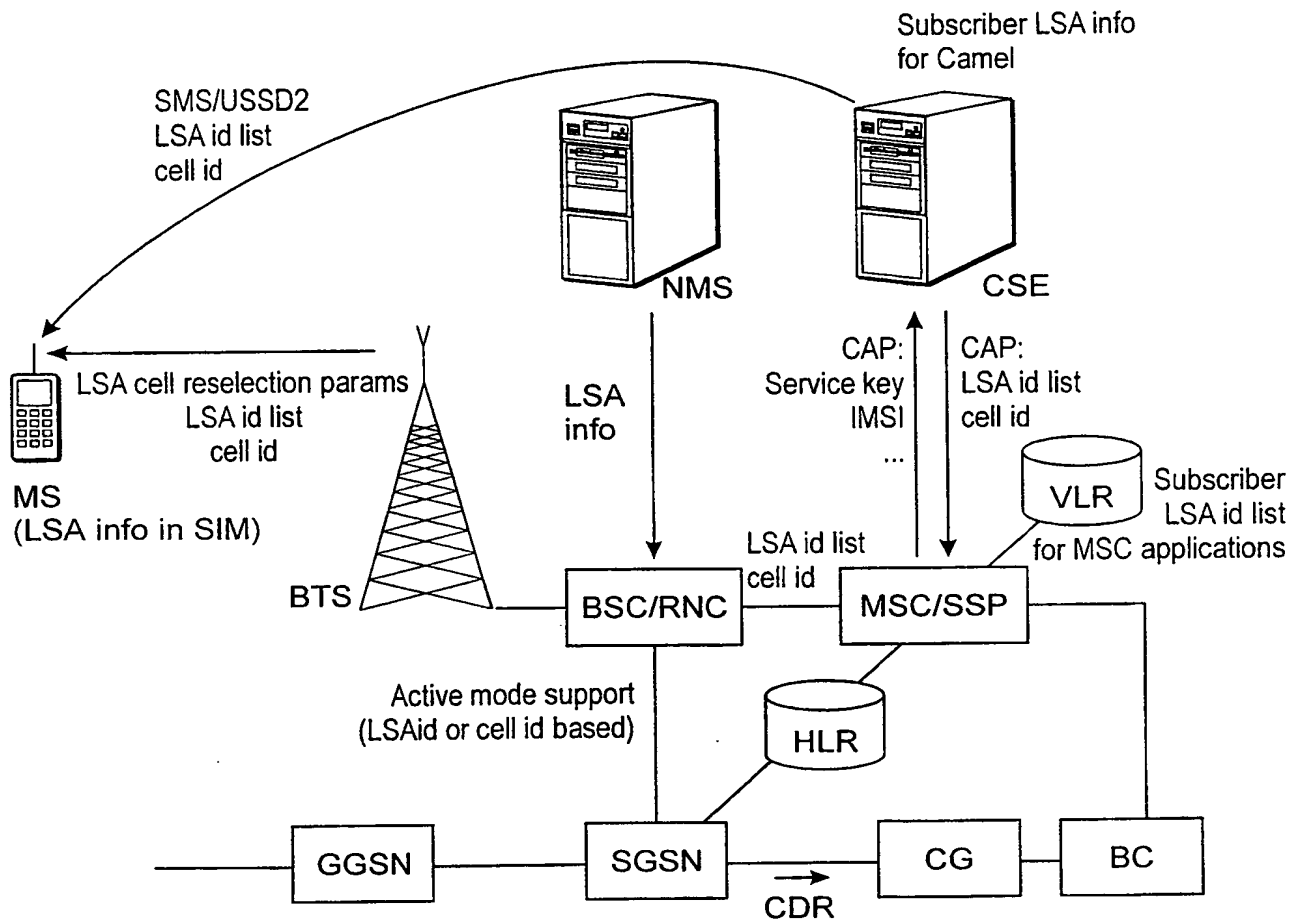 Subscriber LSA info
for Camel
SMS/USSD2
LSA id list
cell id
NMS
CSE
LSA cell reselection params
LSA id list
cell id
LSA
info
CAP:
Service key
IMSI
...
CAP:
LSA id list
cell id
MS
(LSA info in SIM)
VLR
Subscriber
LSA id list
for MSC applications
BTS
LSA id list
cell id
BSC/RNC
MSC/SSP
Active mode support
(LSAid or cell id based)
HLR
GGSN
SGSN
CDR
CG
BC